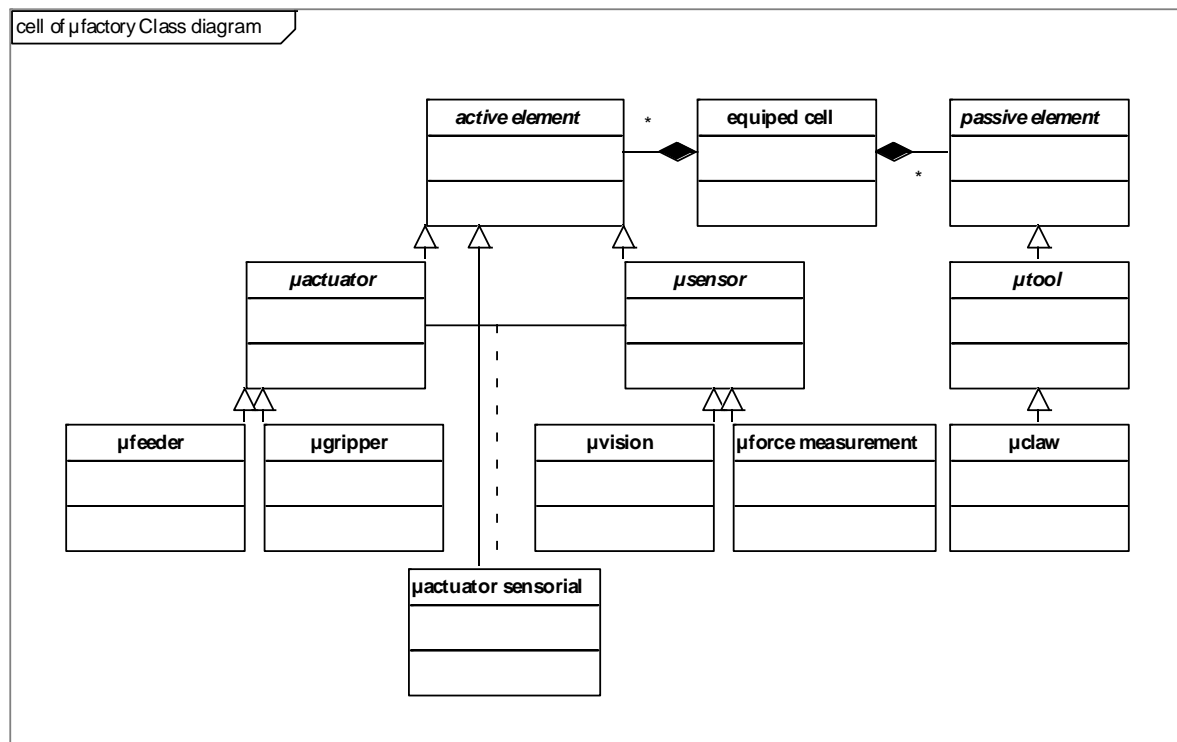 cell of µfactory Class diagram
active element
*
equiped cell
*
passive element
µactuator
µsensor
µtool
µfeeder
µgripper
µvision
µforce measurement
µclaw
µactuator sensorial